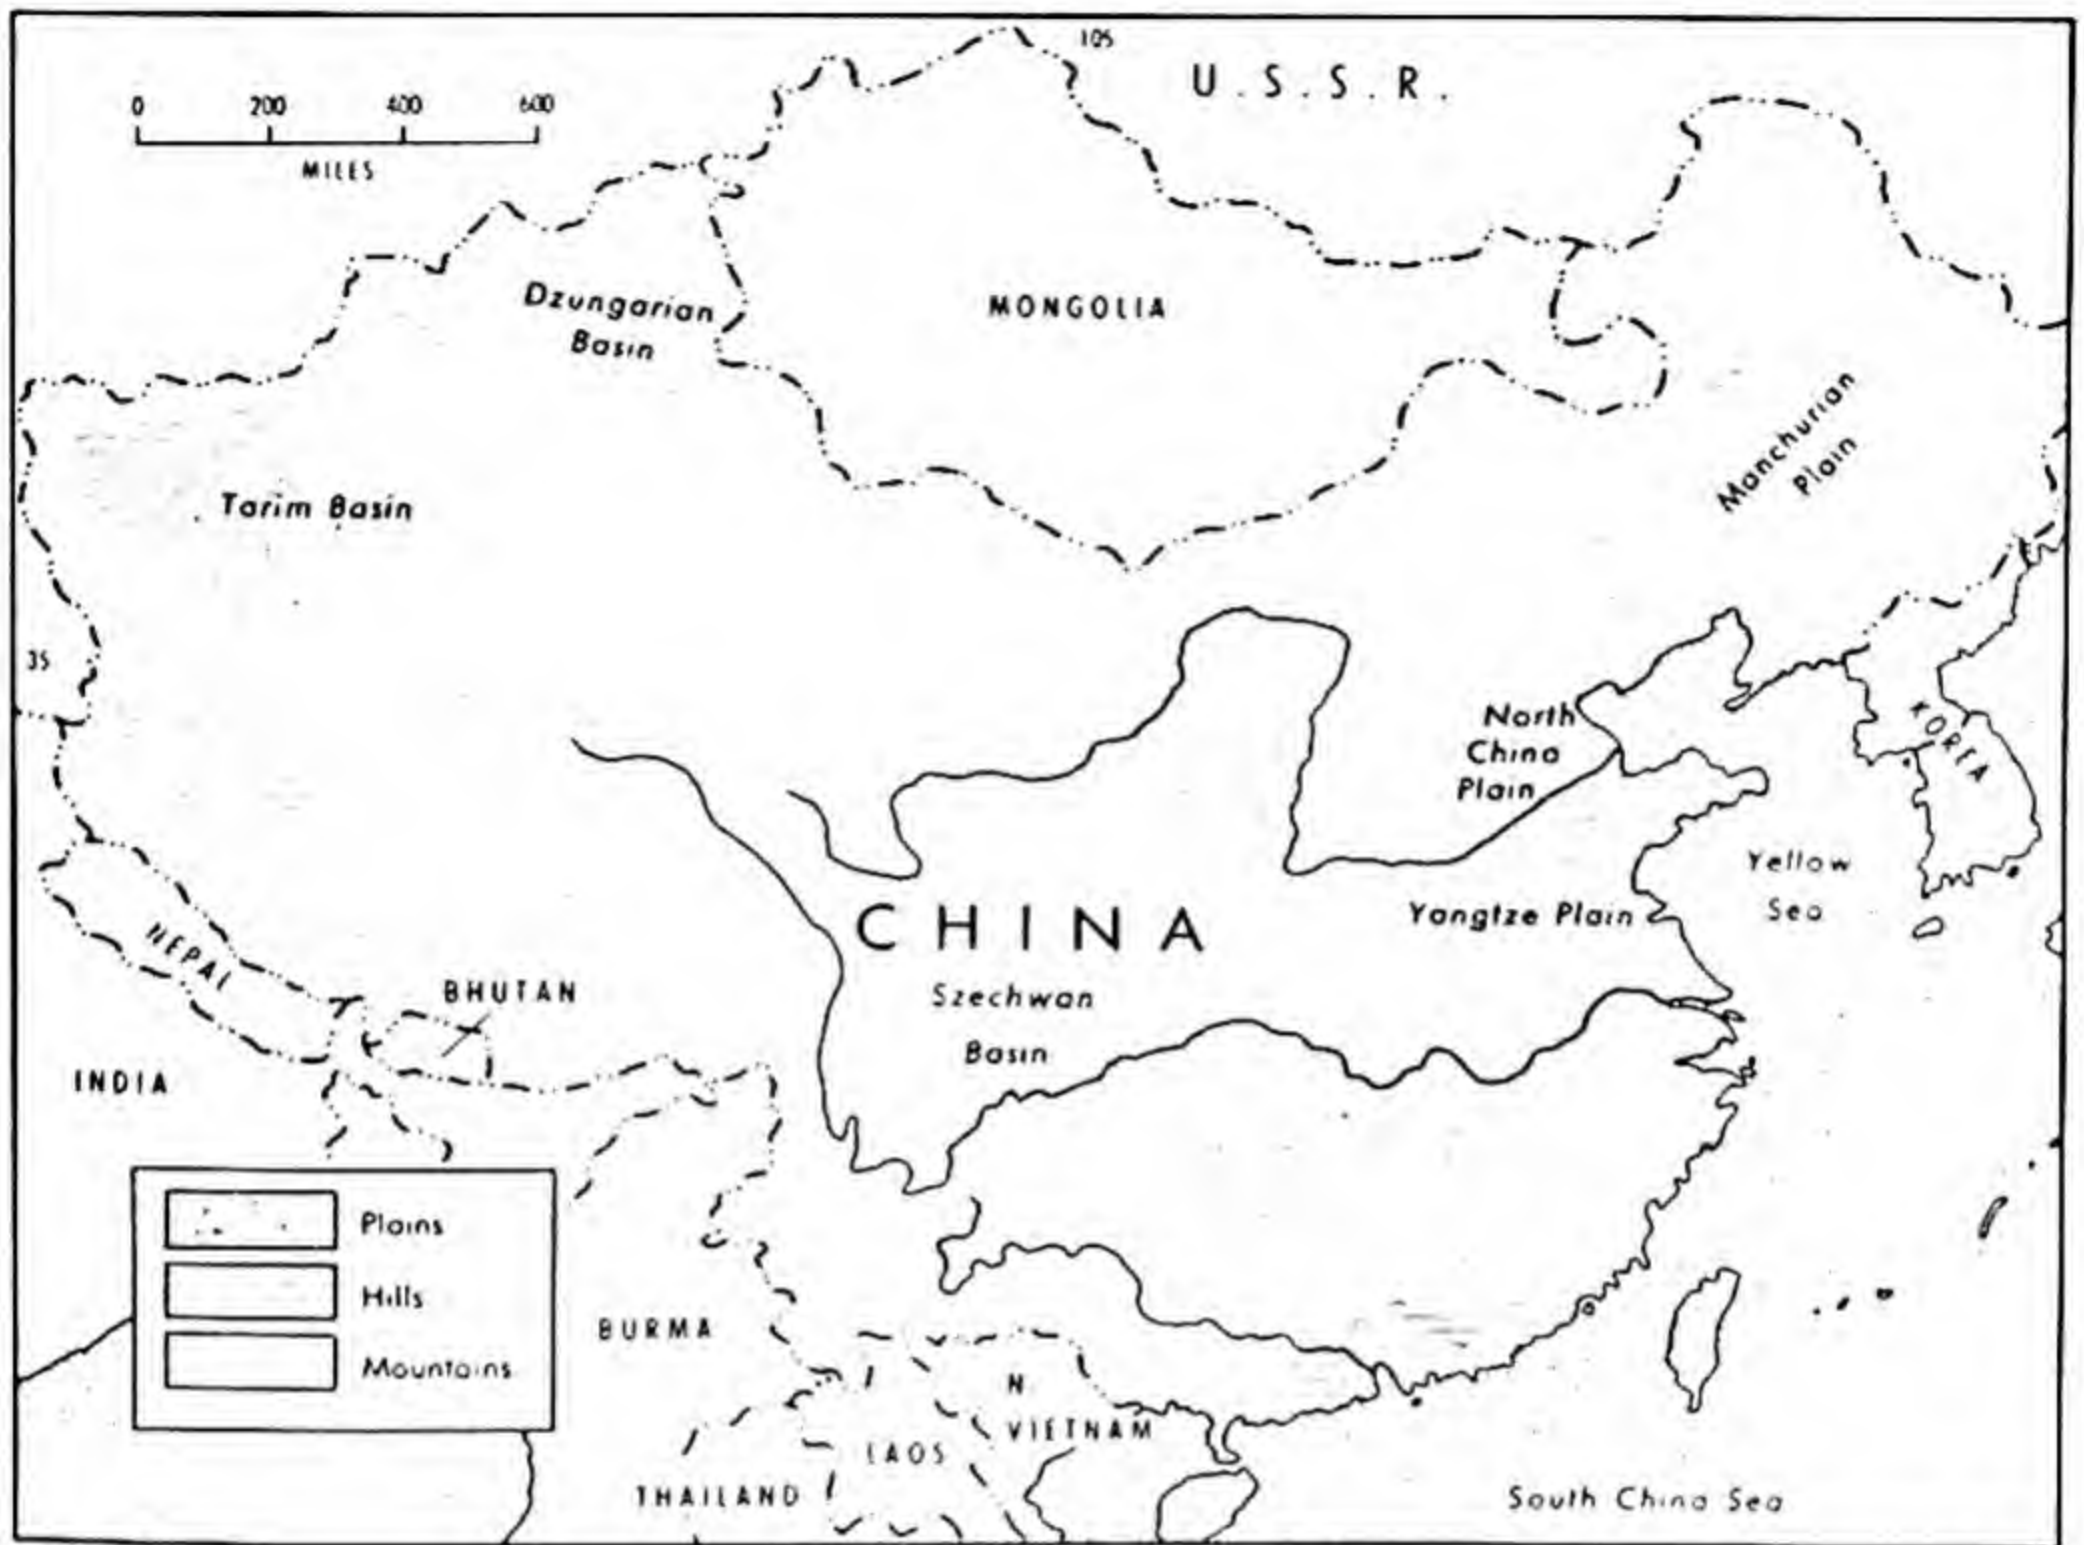 105
U.S.S.R.
0 200 400 600
MILES
Dzungarian
Basin
MONGOLIA
Manchurian
Plain
Tarim Basin
35
North
China
Plain
KOREA
Yellow
Sea
CHINA
Yangtze Plain
NEPAL
BHUTAN
Szechwan
Basin
INDIA
Plains
Hills
Mountains
BURMA
N
VIETNAM
LAOS
THAILAND
South China Sea